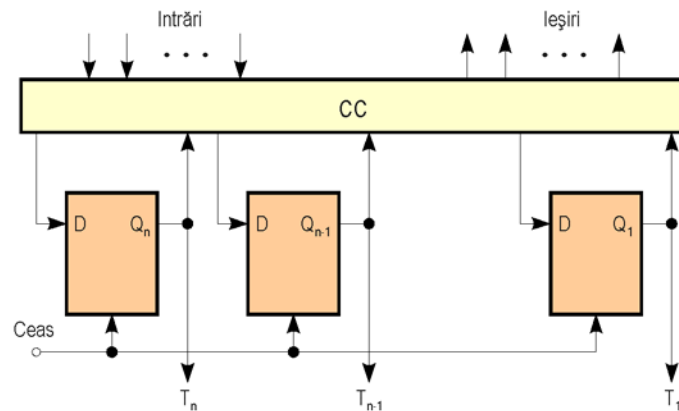 Intrări Ieşiri
. . . . . .
CC
D Qn D Qn-1 D Q1
Ceas
Tn Tn-1 T1